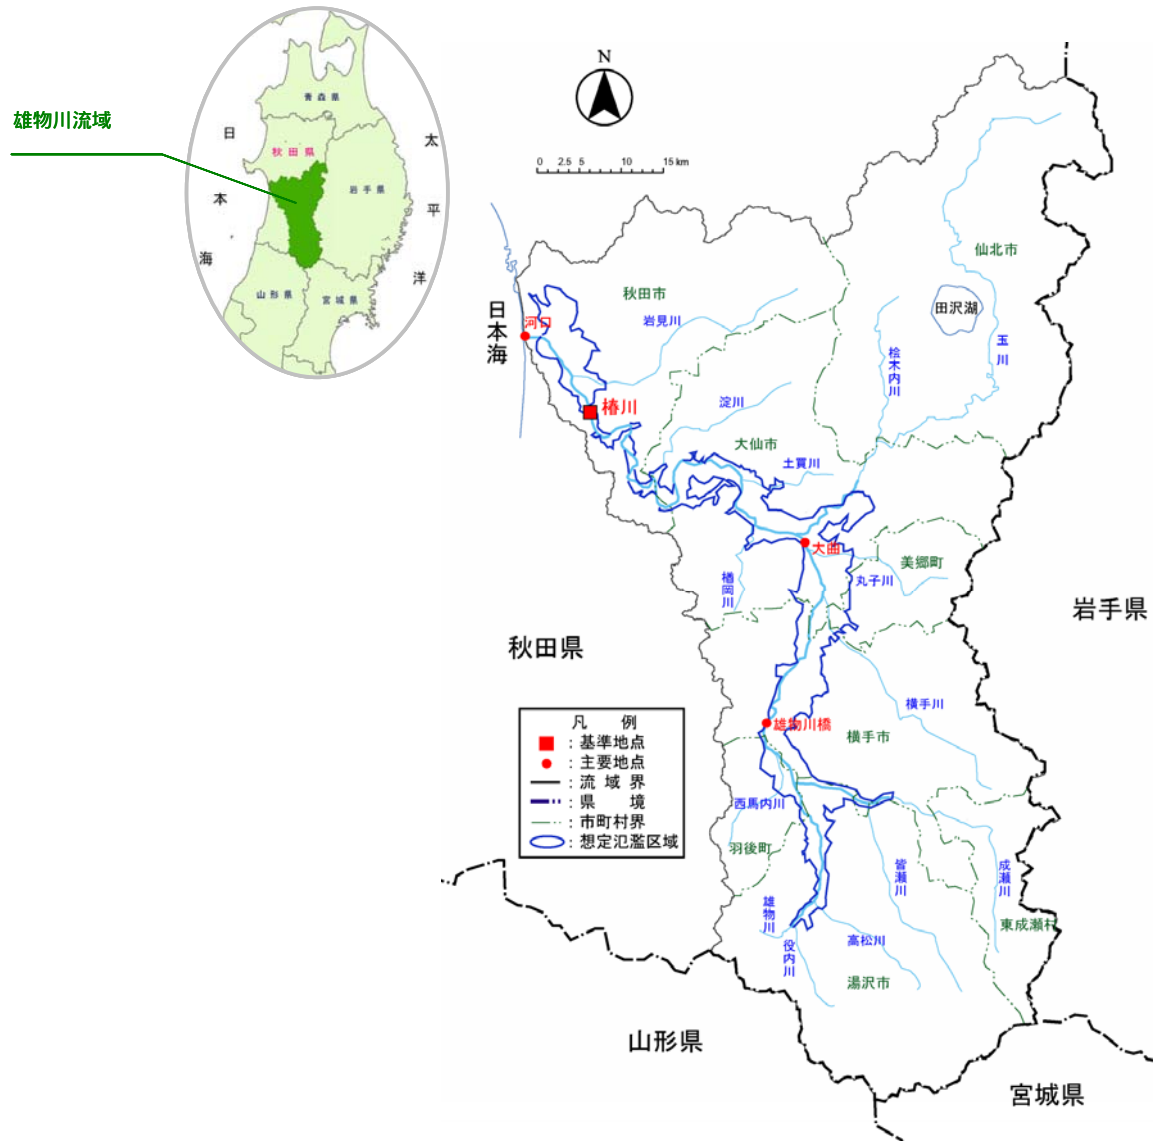 雄物川流域
青森県
秋田県
岩手県
山形県
宮城県
日本海
太平洋
N
0 2.5 5 10 15 km
仙北市
田沢湖
玉川
桧木内川
秋田市
岩見川
日本海
河口
椿川
淀川
大仙市
土買川
大曲
美郷町
丸子川
楢岡川
岩手県
秋田県
横手川
雄物川橋
横手市
凡 例
：基準地点
：主要地点
：流域界
：県境
：市町村界
：想定氾濫区域
西馬内川
羽後町
皆瀬川
成瀬川
東成瀬村
雄物川
役内川
高松川
湯沢市
山形県
宮城県